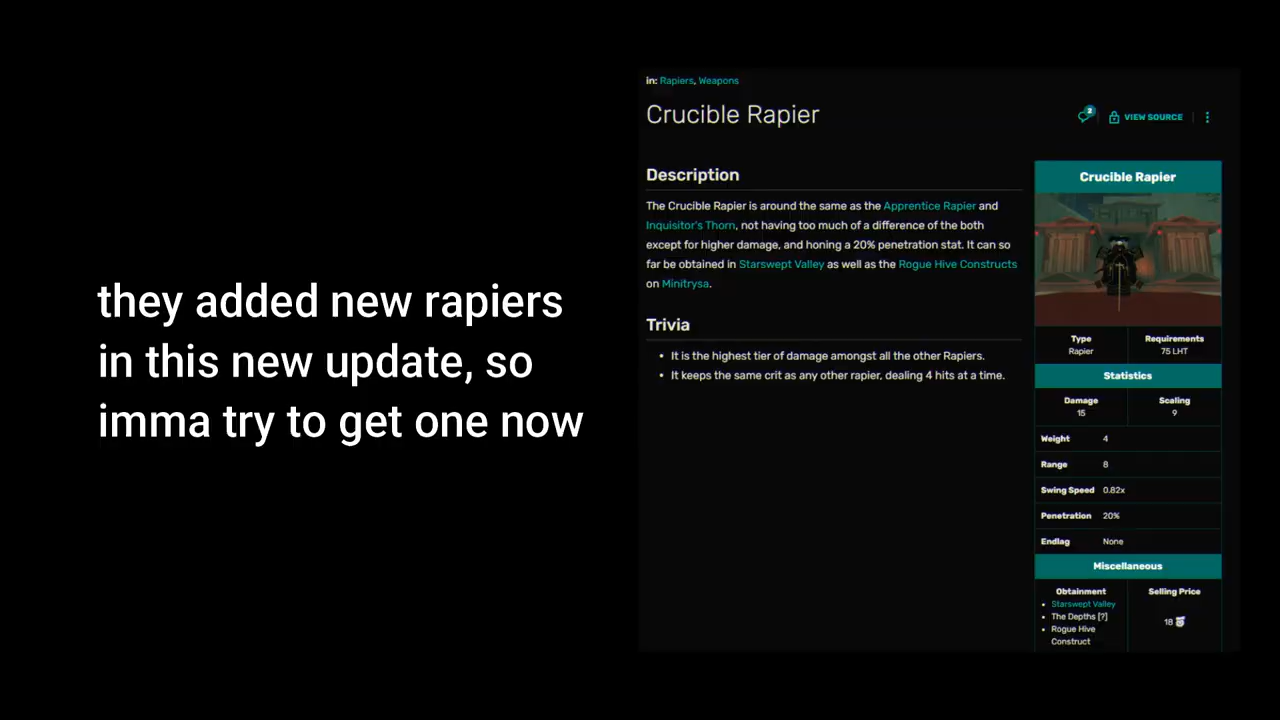 they added new rapiers
in this new update, so
imma try to get one now
in: Rapiers, Weapons
Crucible Rapier
2
VIEW SOURCE
Description
The Crucible Rapier is around the same as the Apprentice Rapier and
Inquisitor's Thorn, not having too much of a difference of the both
except for higher damage, and honing a 20% penetration stat. It can so
far be obtained in Starswept Valley as well as the Rogue Hive Constructs
on Minitrysa.
Trivia
• It is the highest tier of damage amongst all the other Rapiers.
• It keeps the same crit as any other rapier, dealing 4 hits at a time.
Crucible Rapier
Type
Rapier
Requirements
75 LHT
Statistics
Damage
15
Scaling
9
Weight 4
Range 8
Swing Speed 0.82x
Penetration 20%
Endlag None
Miscellaneous
Obtainment
• Starswept Valley
• The Depths [?]
• Rogue Hive
Construct
Selling Price
18